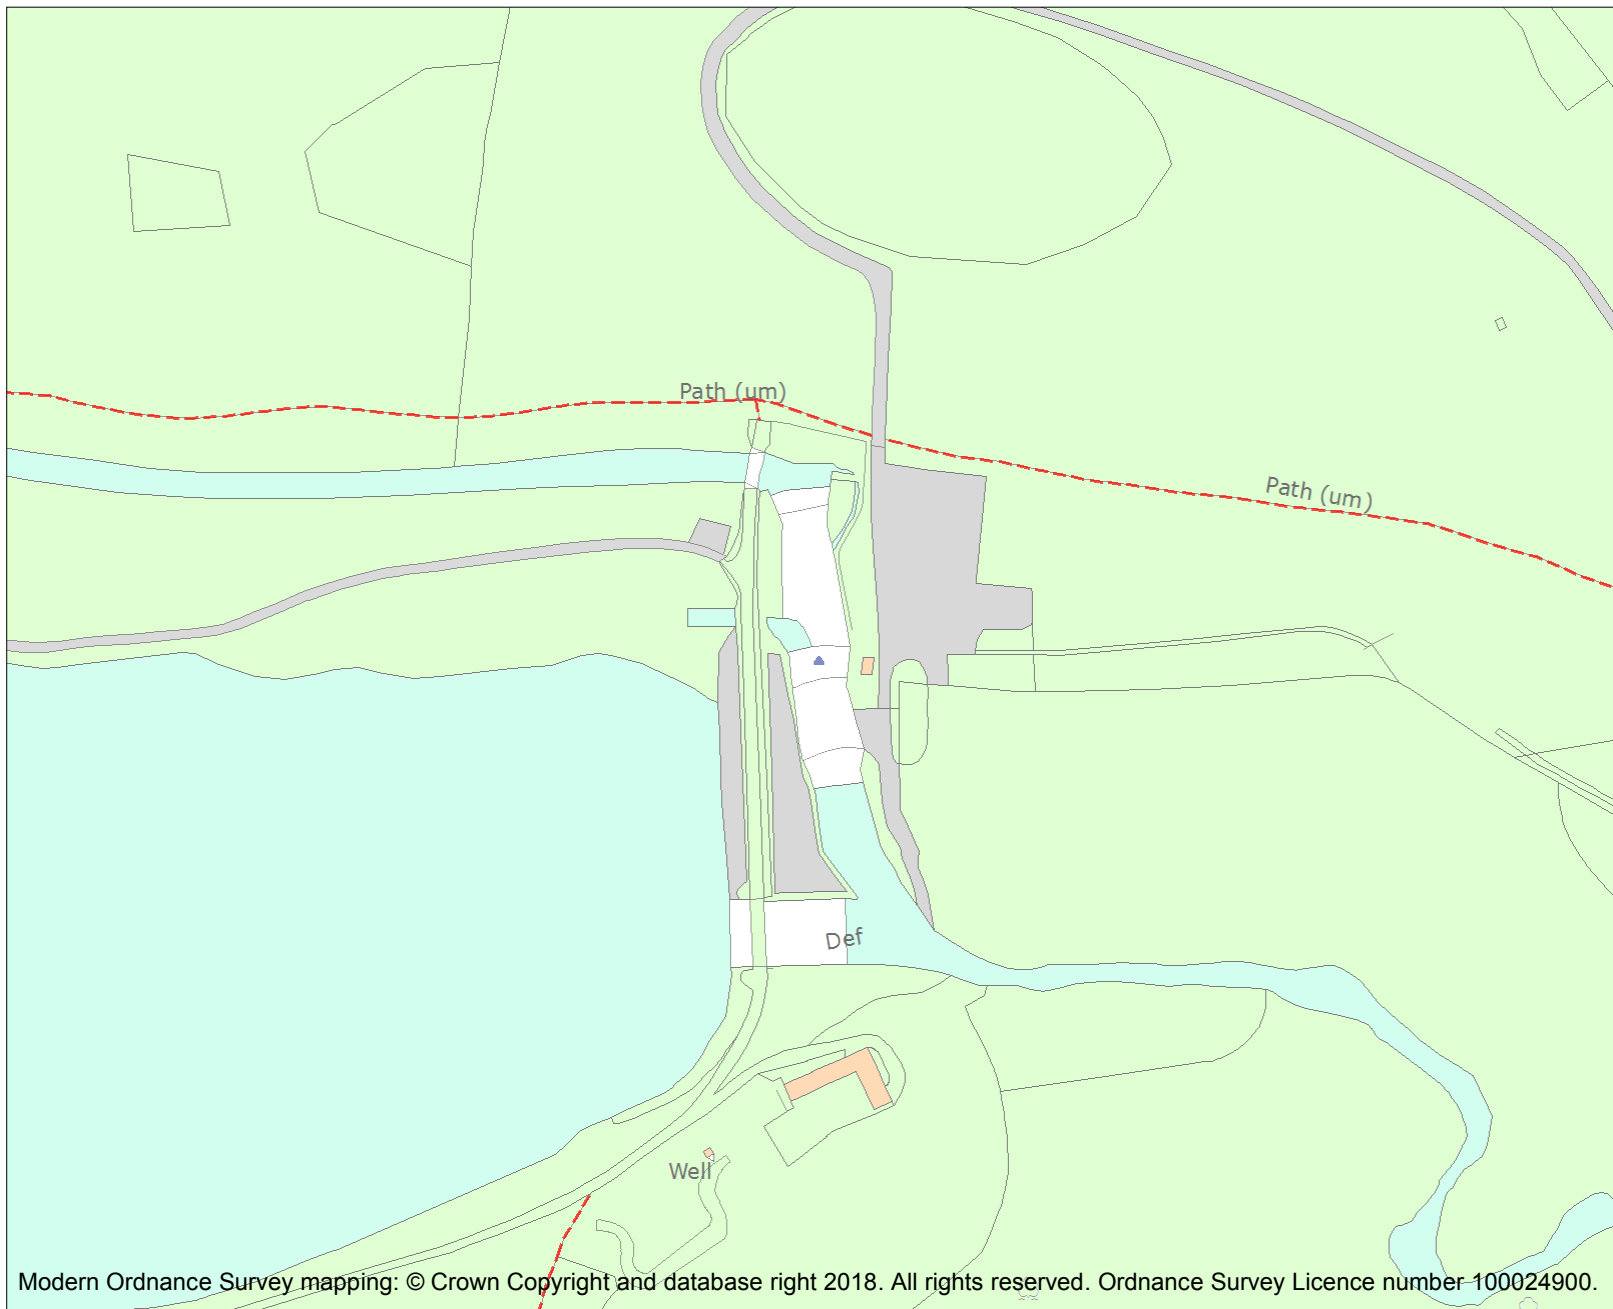 Path (um)
Path (um)
Def
Well
Modern Ordnance Survey mapping: © Crown Copyright and database right 2018. All rights reserved. Ordnance Survey Licence number 100024900.